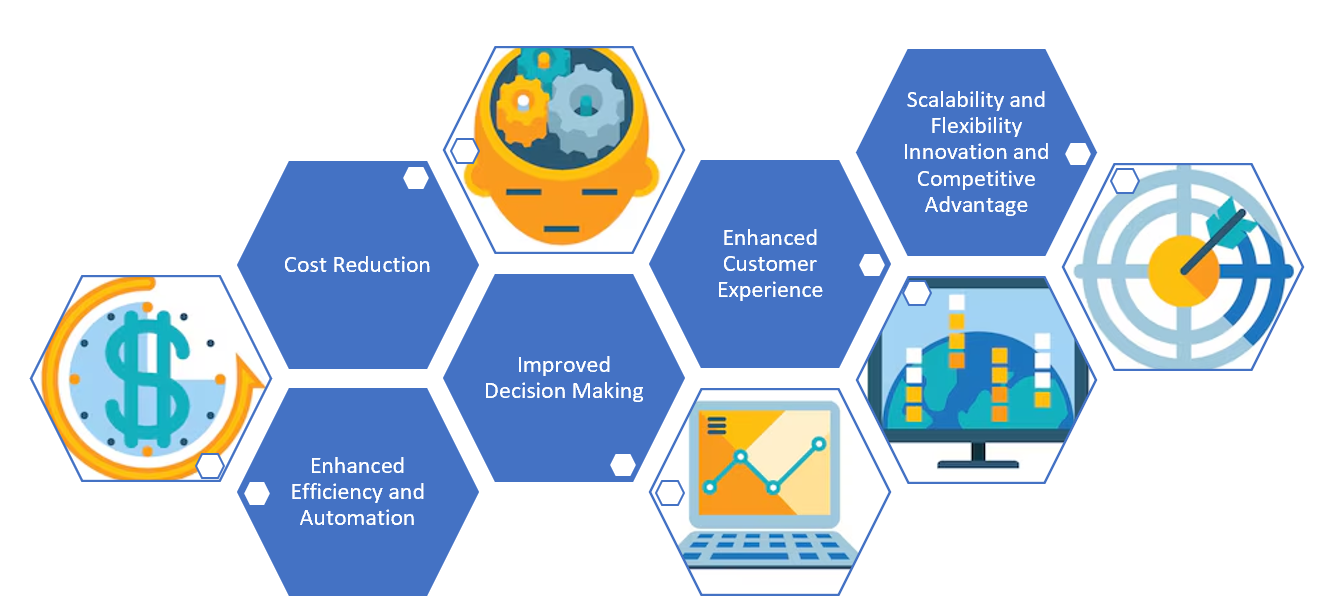 Cost Reduction
Enhanced
Efficiency and
Automation
Improved
Decision Making
Enhanced
Customer
Experience
Scalability and
Flexibility
Innovation and
Competitive
Advantage